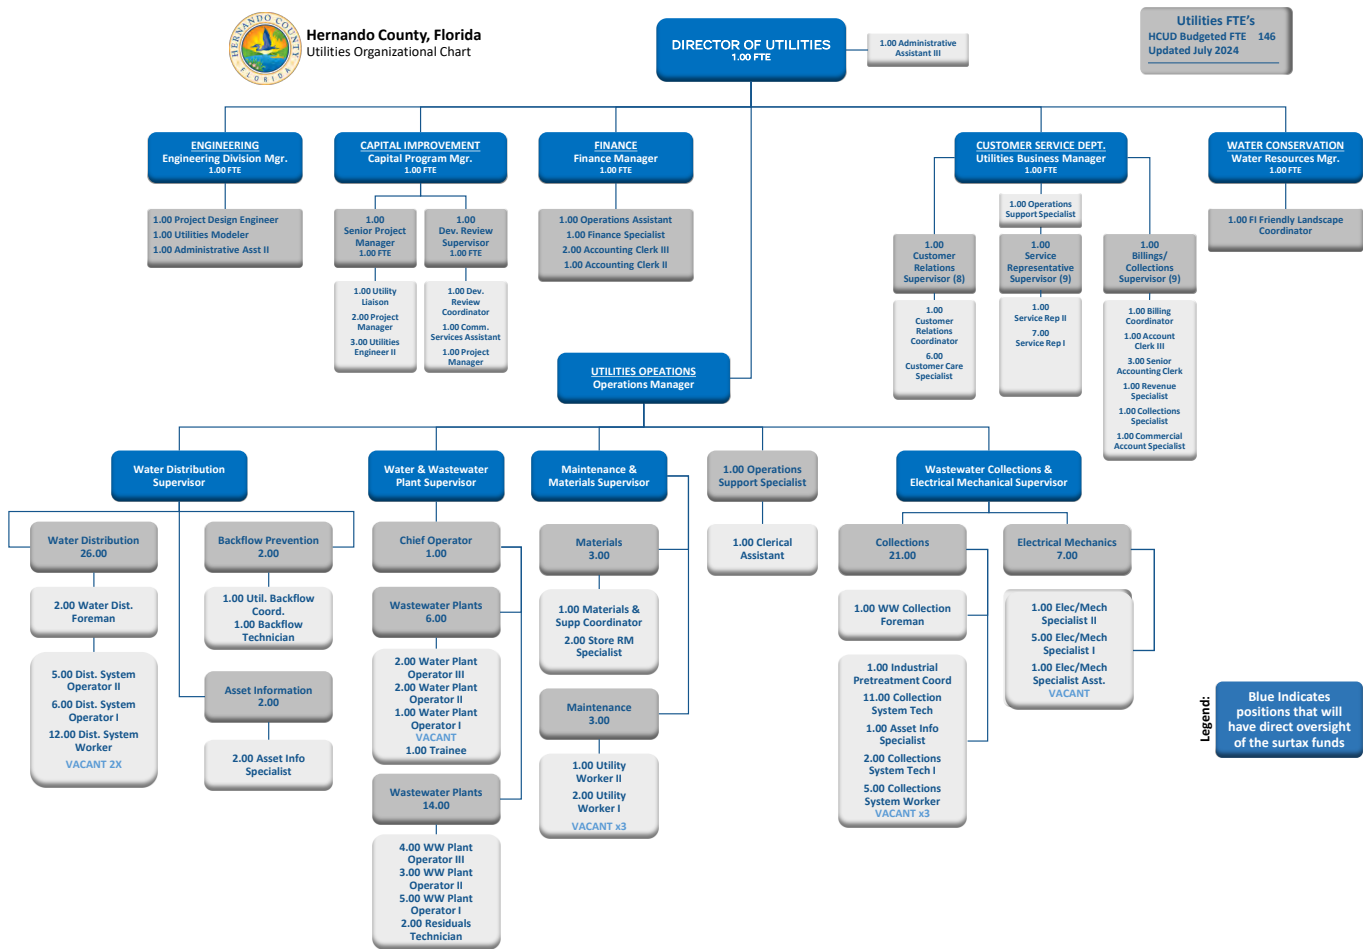 HERNANDO COUNTY
FLORIDA
Hernando County, Florida
Utilities Organizational Chart
DIRECTOR OF UTILITIES
1.00 FTE
1.00 Administrative
Assistant III
Utilities FTE's
HCUD Budgeted FTE 146
Updated July 2024
ENGINEERING
Engineering Division Mgr.
1.00 FTE
CAPITAL IMPROVEMENT
Capital Program Mgr.
1.00 FTE
FINANCE
Finance Manager
1.00 FTE
CUSTOMER SERVICE DEPT.
Utilities Business Manager
1.00 FTE
WATER CONSERVATION
Water Resources Mgr.
1.00 FTE
1.00 Project Design Engineer
1.00 Utilities Modeler
1.00 Administrative Asst II
1.00
Senior Project
Manager
1.00 FTE
1.00
Dev. Review
Supervisor
1.00 FTE
1.00 Utility
Liaison
2.00 Project
Manager
3.00 Utilities
Engineer II
1.00 Dev.
Review
Coordinator
1.00 Comm.
Services Assistant
1.00 Project
Manager
1.00 Operations Assistant
1.00 Finance Specialist
2.00 Accounting Clerk III
1.00 Accounting Clerk II
1.00 Operations
Support Specialist
1.00
Customer
Relations
Supervisor (8)
1.00
Service
Representative
Supervisor (9)
1.00
Billings/
Collections
Supervisor (9)
1.00
Customer
Relations
Coordinator
6.00
Customer Care
Specialist
1.00
Service Rep II
7.00
Service Rep I
1.00 Billing
Coordinator
1.00 Account
Clerk III
3.00 Senior
Accounting Clerk
1.00 Revenue
Specialist
1.00 Collections
Specialist
1.00 Commercial
Account Specialist
1.00 FI Friendly Landscape
Coordinator
UTILITIES OPEATIONS
Operations Manager
Water Distribution
Supervisor
Water & Wastewater
Plant Supervisor
Maintenance &
Materials Supervisor
1.00 Operations
Support Specialist
Wastewater Collections &
Electrical Mechanical Supervisor
Water Distribution
26.00
2.00 Water Dist.
Foreman
5.00 Dist. System
Operator II
6.00 Dist. System
Operator I
12.00 Dist. System
Worker
VACANT 2X
Backflow Prevention
2.00
1.00 Util. Backflow
Coord.
1.00 Backflow
Technician
Asset Information
2.00
2.00 Asset Info
Specialist
Chief Operator
1.00
Wastewater Plants
6.00
2.00 Water Plant
Operator III
2.00 Water Plant
Operator II
1.00 Water Plant
Operator I
VACANT
1.00 Trainee
Wastewater Plants
14.00
4.00 WW Plant
Operator III
3.00 WW Plant
Operator II
5.00 WW Plant
Operator I
2.00 Residuals
Technician
Materials
3.00
1.00 Materials &
Supp Coordinator
2.00 Store RM
Specialist
Maintenance
3.00
1.00 Utility
Worker II
2.00 Utility
Worker I
VACANT x3
1.00 Clerical
Assistant
Collections
21.00
1.00 WW Collection
Foreman
1.00 Industrial
Pretreatment Coord
11.00 Collection
System Tech
1.00 Asset Info
Specialist
2.00 Collections
System Tech I
5.00 Collections
System Worker
VACANT x3
Electrical Mechanics
7.00
1.00 Elec/Mech
Specialist II
5.00 Elec/Mech
Specialist I
1.00 Elec/Mech
Specialist Asst.
VACANT
Legend:
Blue Indicates
positions that will
have direct oversight
of the surtax funds